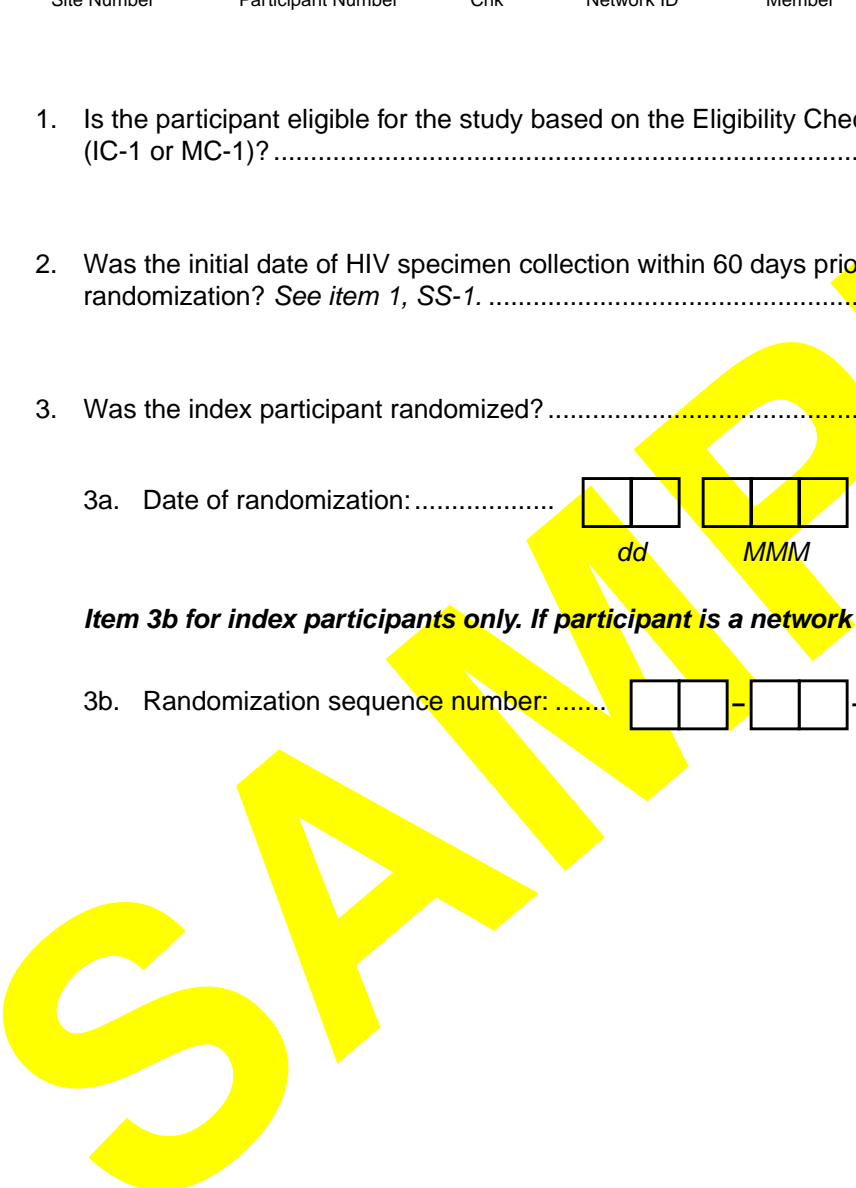 Site Number Participant Number Chk Network ID Member
1. Is the participant eligible for the study based on the Eligibility Chec
(IC-1 or MC-1)?
2. Was the initial date of HIV specimen collection within 60 days prio
randomization? See item 1, SS-1.
3. Was the index participant randomized?
3a. Date of randomization:
dd MMM
Item 3b for index participants only. If participant is a network
3b. Randomization sequence number: – -
SAMP